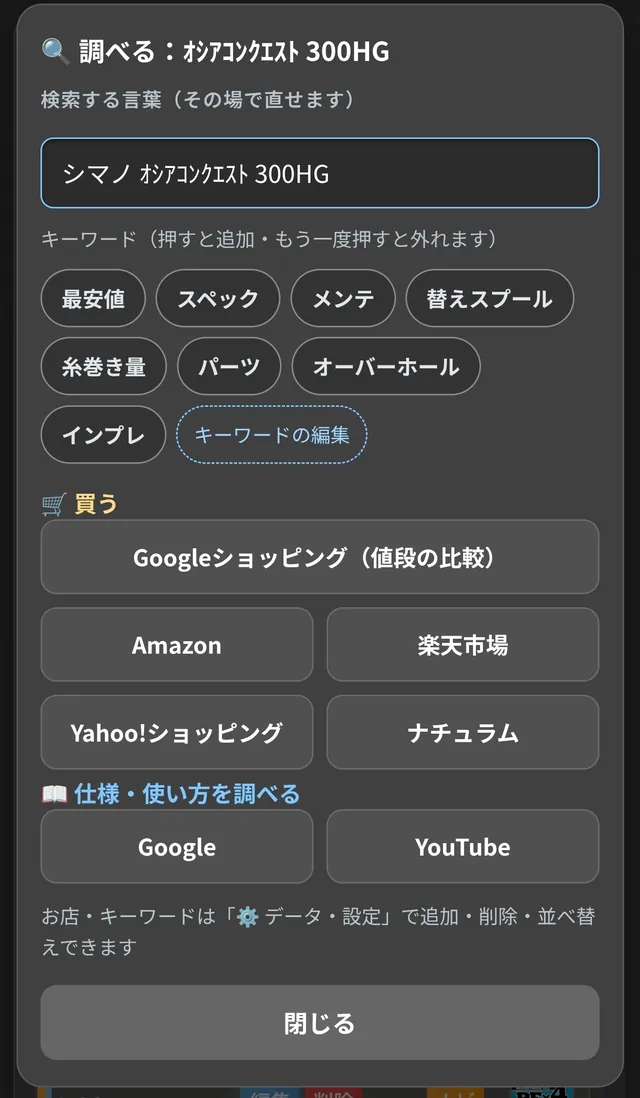 🔍 調べる：ｵｼｱｺﾝｸｴｽﾄ 300HG
検索する言葉（その場で直せます）
シマノ ｵｼｱｺﾝｸｴｽﾄ 300HG
キーワード（押すと追加・もう一度押すと外れます）
最安値 スペック メンテ 替えスプール
糸巻き量 パーツ オーバーホール
インプレ キーワードの編集
🛒 買う
Googleショッピング（値段の比較）
Amazon 楽天市場
Yahoo!ショッピング ナチュラム
📖 仕様・使い方を調べる
Google YouTube
お店・キーワードは「⚙️ データ・設定」で追加・削除・並べ替
えできます
閉じる